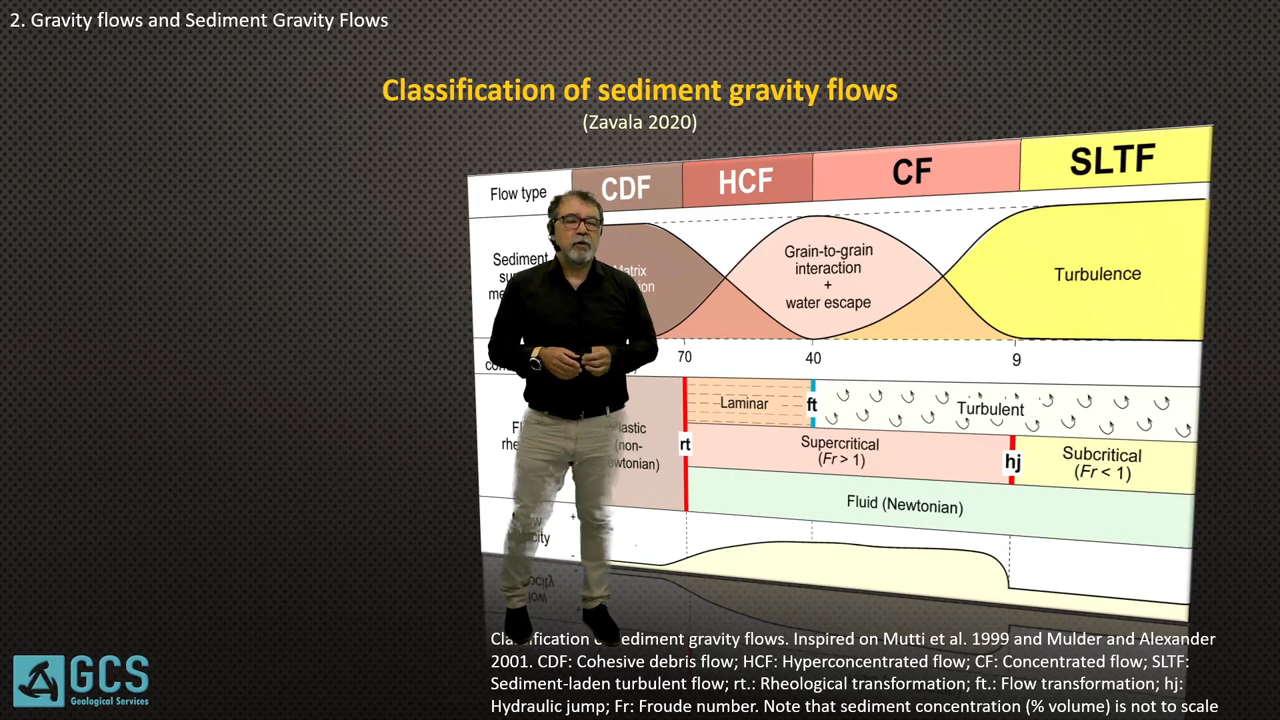 2. Gravity flows and Sediment Gravity Flows
Classification of sediment gravity flows
(Zavala 2020)
Flow type
CDF
HCF
CF
SLTF
Sediment
Matrix
Grain-to-grain
interaction
+
water escape
Turbulence
70
40
9
Laminar
ft
Turbulent
rt
Supercritical
(Fr > 1)
hj
Subcritical
(Fr < 1)
(non-
Fluid (Newtonian)
+
-
of sediment gravity flows. Inspired on Mutti et al. 1999 and Mulder and Alexander
2001. CDF: Cohesive debris flow; HCF: Hyperconcentrated flow; CF: Concentrated flow; SLTF:
Sediment-laden turbulent flow; rt.: Rheological transformation; ft.: Flow transformation; hj:
Hydraulic jump; Fr: Froude number. Note that sediment concentration (% volume) is not to scale
GCS
Geological Services